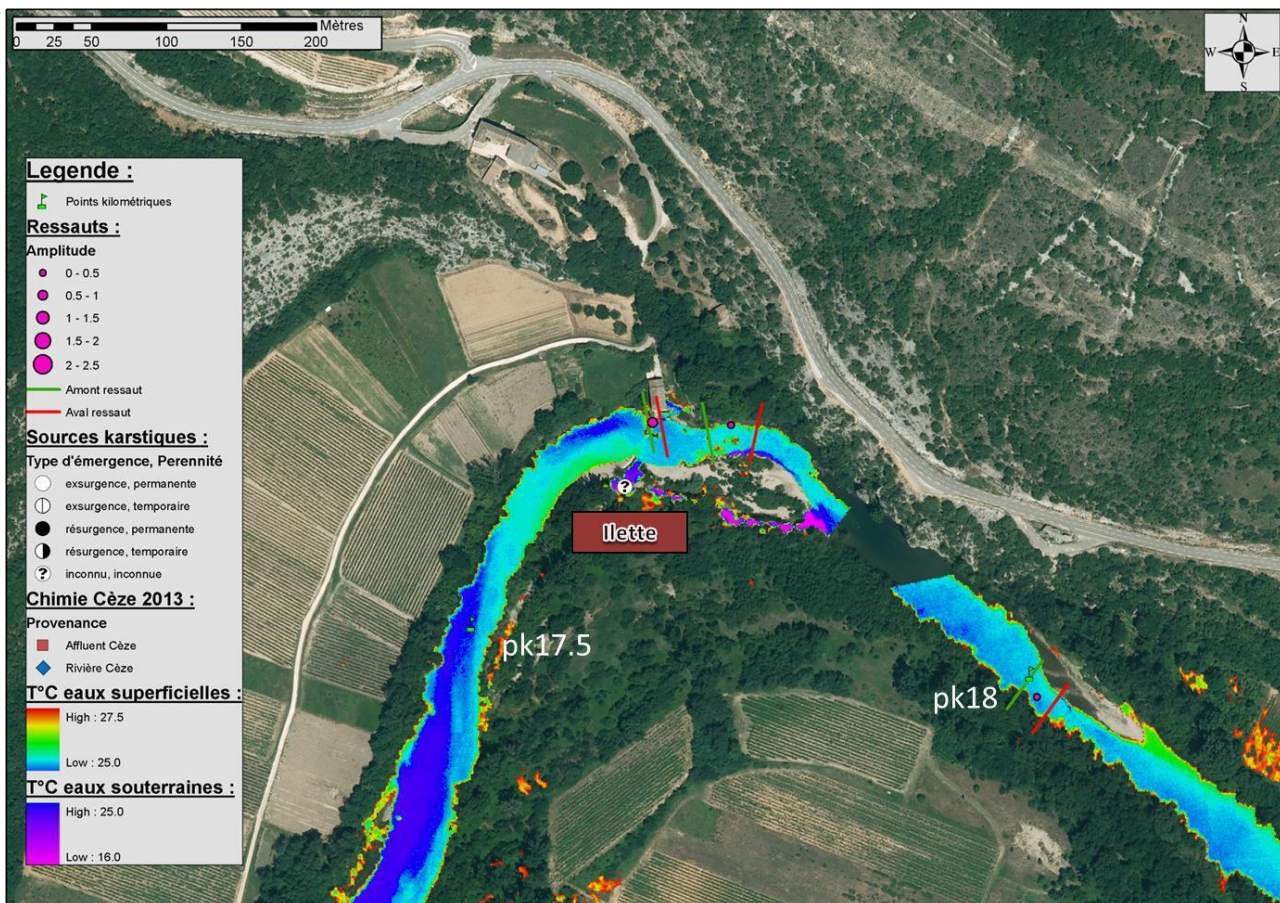 0 25 50 100 150 200 Mètres
N
W E
S
Legende :
Points kilométriques
Ressauts :
Amplitude
0 - 0.5
0.5 - 1
1 - 1.5
1.5 - 2
2 - 2.5
Amont ressaut
Aval ressaut
Sources karstiques :
Type d'émergence, Perennité
exsurgence, permanente
exsurgence, temporaire
résurgence, permanente
résurgence, temporaire
? inconnu, inconnue
Chimie Cèze 2013 :
Provenance
Affluent Cèze
Rivière Cèze
T°C eaux superficielles :
High : 27.5
Low : 25.0
T°C eaux souterraines :
High : 25.0
Low : 16.0
?
Ilette
pk17.5
pk18